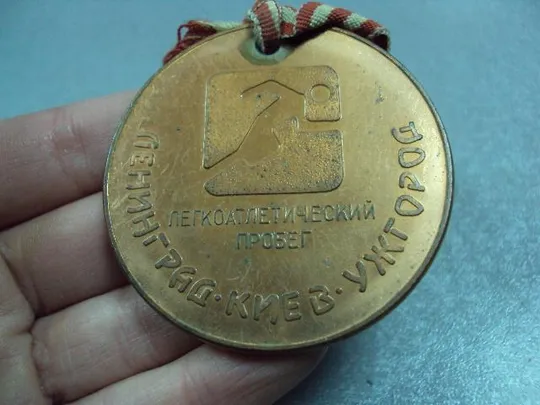 ЛЕГКОАТЛЕТИЧЕСКИЙ
ПРОБЕГ
ЛЕНИНГРАД · КИЕВ · УЖГОРОД